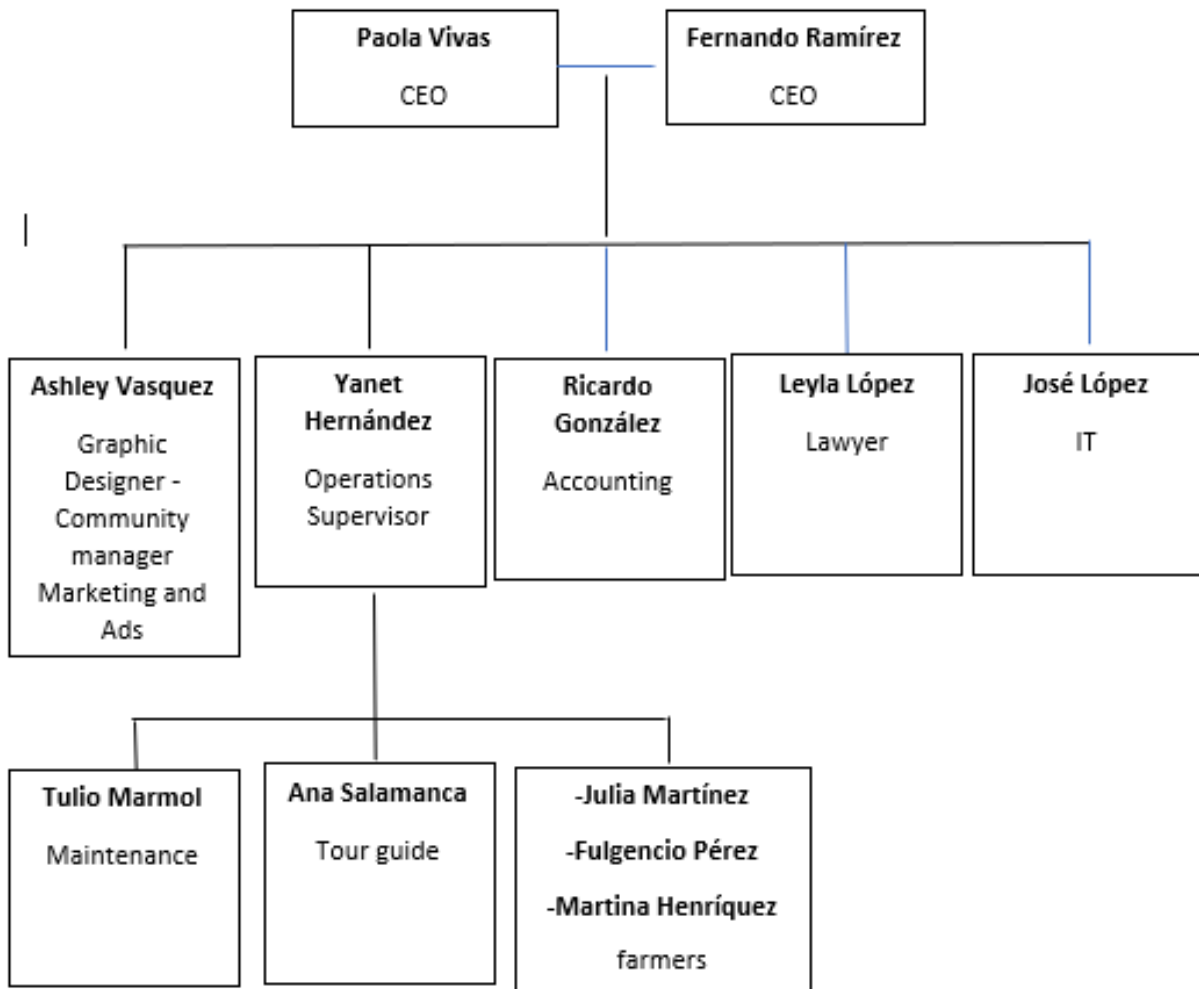 Paola Vivas
CEO
Fernando Ramírez
CEO
Ashley Vasquez
Graphic
Designer -
Community
manager
Marketing and
Ads
Yanet
Hernández
Operations
Supervisor
Ricardo
González
Accounting
Leyla López
Lawyer
José López
IT
Tulio Marmol
Maintenance
Ana Salamanca
Tour guide
-Julia Martínez
-Fulgencio Pérez
-Martina Henríquez
farmers